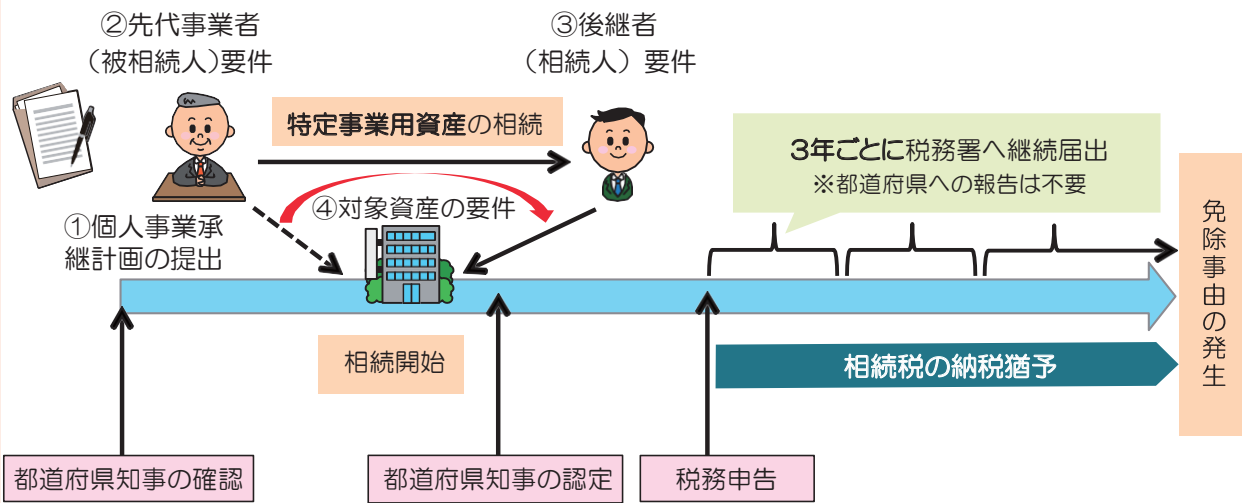 ②先代事業者
（被相続人）要件
③後継者
（相続人）要件
特定事業用資産の相続
3年ごとに税務署へ継続届出
※都道府県への報告は不要
①個人事業承
継計画の提出
④対象資産の要件
相続開始
相続税の納税猶予
免除事由の発生
都道府県知事の確認
都道府県知事の認定
税務申告